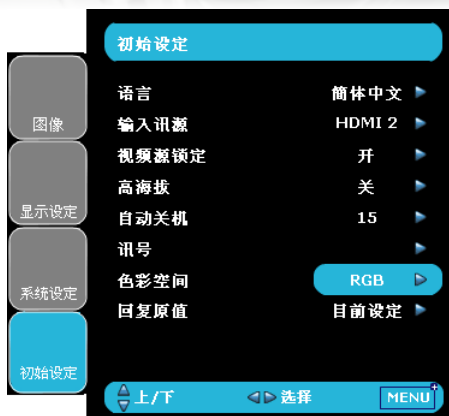 初始设定
图像
显示设定
系统设定
初始设定
语言 簡体中文
输入讯源 HDMI 2
视频源锁定 开
高海拔 关
自动关机 15
讯号
色彩空间 RGB
回复原值 目前设定
上/下 选择 MENU